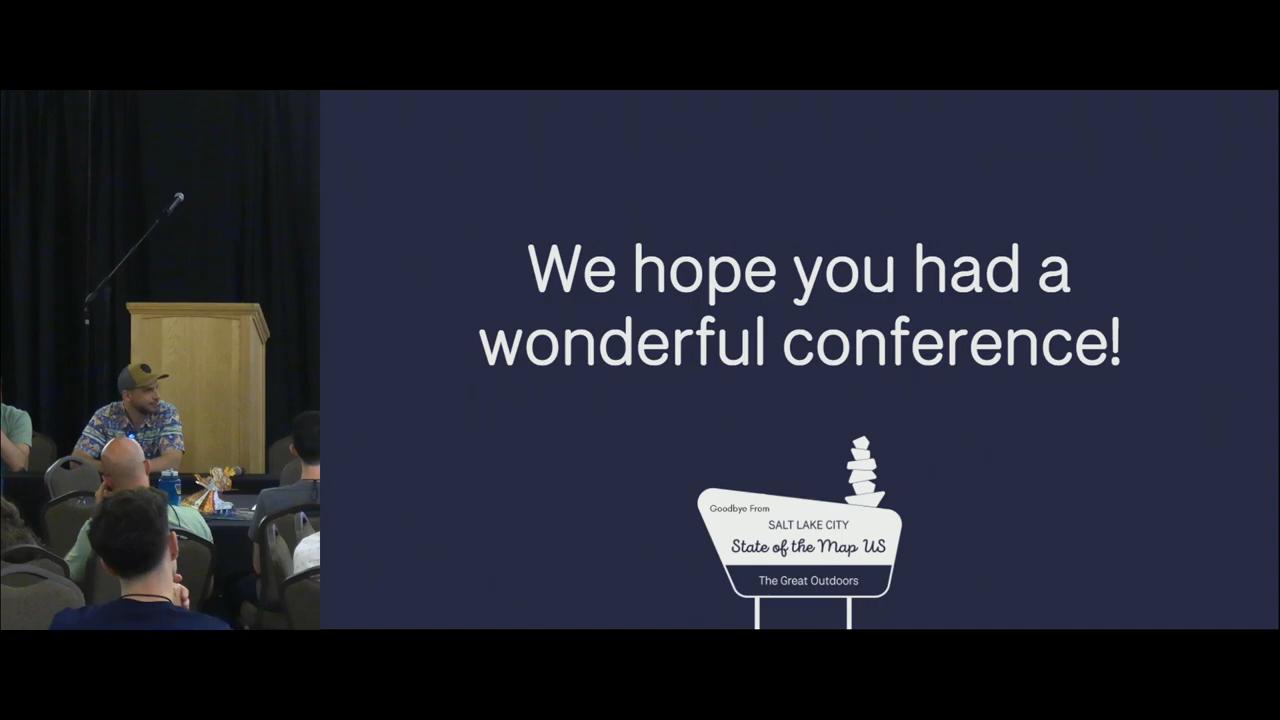 We hope you had a
wonderful conference!
Goodbye From
SALT LAKE CITY
State of the Map US
The Great Outdoors